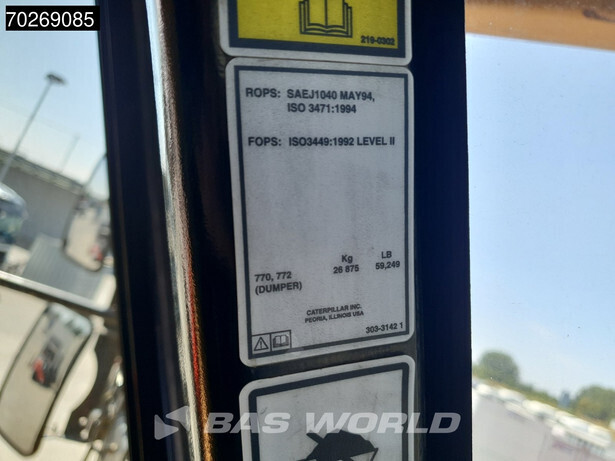 70269085
219-0302
ROPS: SAEJ1040 MAY94,
ISO 3471:1994
FOPS: ISO3449:1992 LEVEL II
Kg LB
770, 772 26 875 59,249
(DUMPER)
CATERPILLAR INC.
PEORIA, ILLINOIS USA
303-3142 1
BAS WORLD